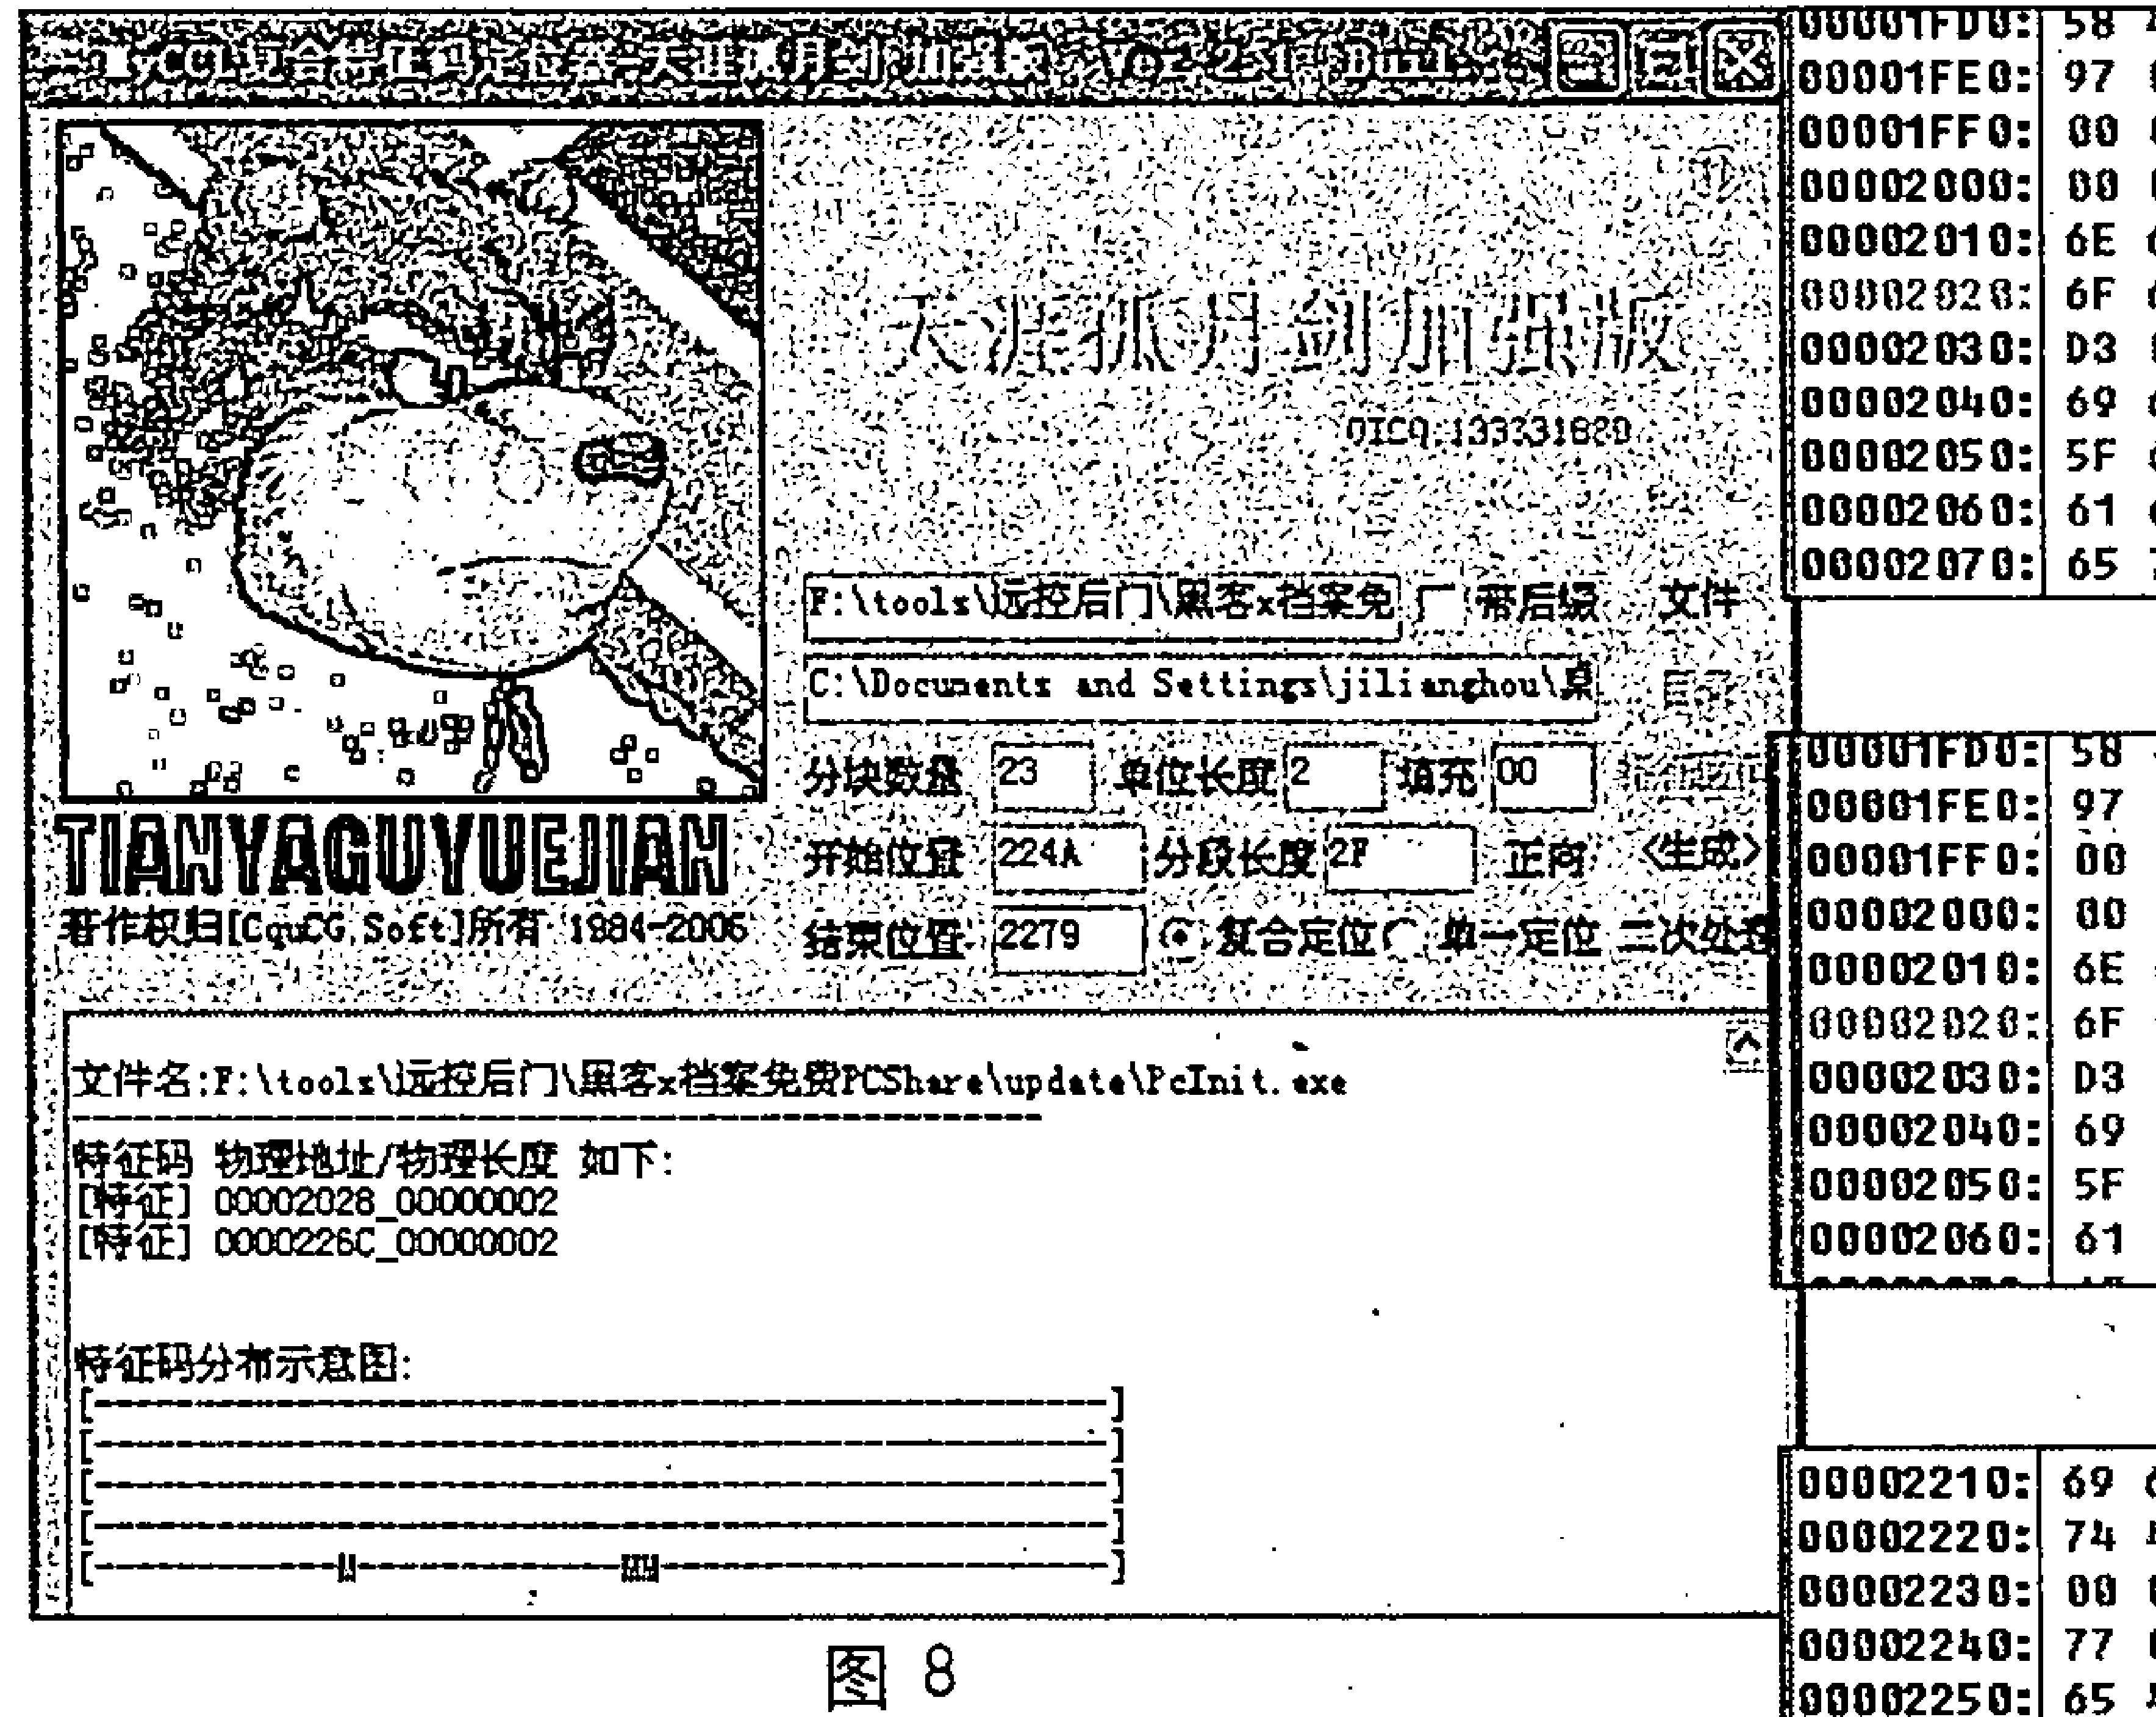 天涯孤月剑加强版
F:\tools\远控后门\黑客x档案免 带后缀 文件
C:\Documents and Settings\jilianghou\桌 目录
分块数量 23 单位长度 2 填充 00
开始位置 224A 分段长度 2F 正向 <生成>
结束位置 2279 复合定位 单一定位 二次处理
TIANYAGUYUEJIAN
著作权归[CquCG.Soft]所有 1984-2006
文件名:F:\tools\远控后门\黑客x档案免费PCShare\update\PcInit.exe
特征码 物理地址/物理长度 如下:
[特征] 00002028_00000002
[特征] 0000226C_00000002
特征码分布示意图:
[----------]
[----------]
[----------]
[----------]
[----------]
图 8
00001FD0: 58
00001FE0: 97
00001FF0: 00
00002000: 00
00002010: 6E
00002020: 6F
00002030: D3
00002040: 69
00002050: 5F
00002060: 61
00002070: 65
00001FD0: 58
00001FE0: 97
00001FF0: 00
00002000: 00
00002010: 6E
00002020: 6F
00002030: D3
00002040: 69
00002050: 5F
00002060: 61
00002210: 69
00002220: 74
00002230: 00
00002240: 77
00002250: 65